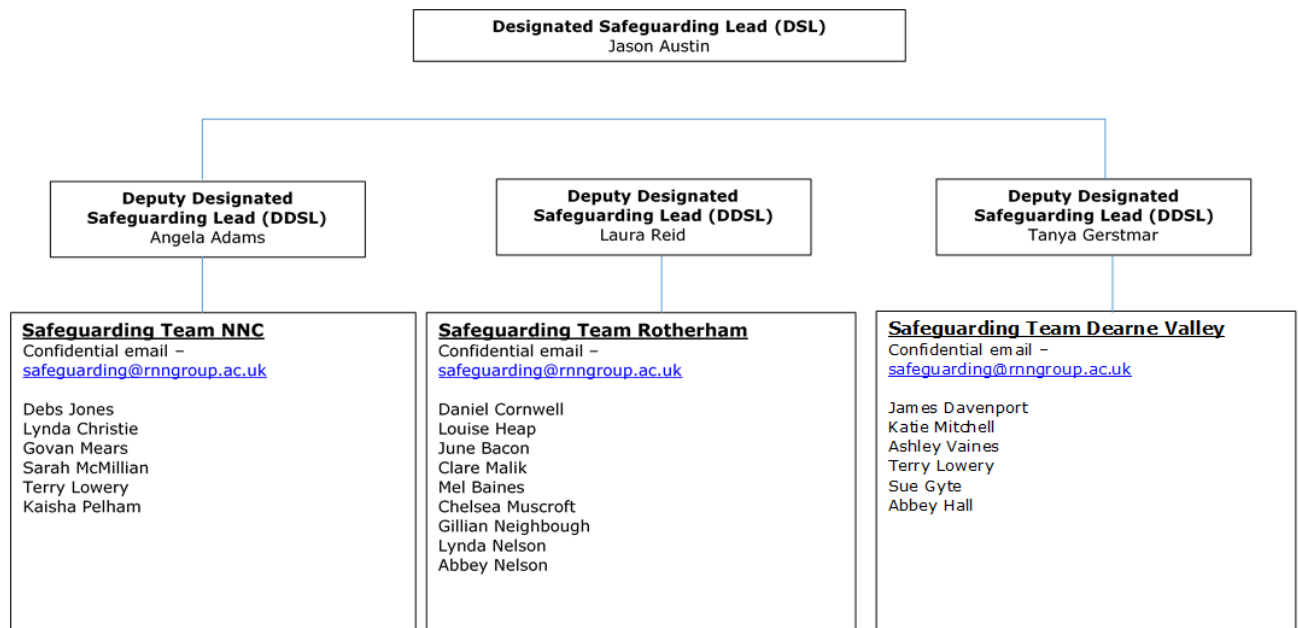 Designated Safeguarding Lead (DSL)
Jason Austin
Deputy Designated
Safeguarding Lead (DDSL)
Angela Adams
Deputy Designated
Safeguarding Lead (DDSL)
Laura Reid
Deputy Designated
Safeguarding Lead (DDSL)
Tanya Gerstmar
Safeguarding Team NNC
Confidential email –
safeguarding@rnngroup.ac.uk
Debs Jones
Lynda Christie
Govan Mears
Sarah McMillian
Terry Lowery
Kaisha Pelham
Safeguarding Team Rotherham
Confidential email –
safeguarding@rnngroup.ac.uk
Daniel Cornwell
Louise Heap
June Bacon
Clare Malik
Mel Baines
Chelsea Muscroft
Gillian Neighbough
Lynda Nelson
Abbey Nelson
Safeguarding Team Dearne Valley
Confidential email –
safeguarding@rnngroup.ac.uk
James Davenport
Katie Mitchell
Ashley Vaines
Terry Lowery
Sue Gyte
Abbey Hall